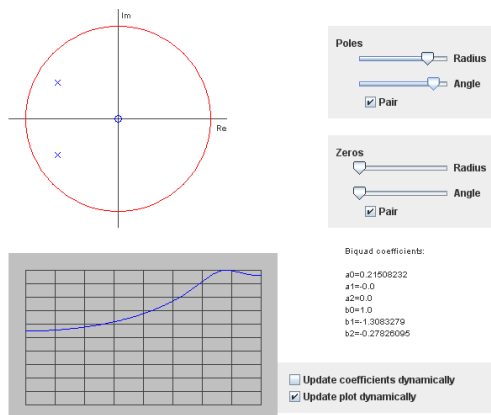 Im
Re
Poles
Radius
Angle
Pair
Zeros
Radius
Angle
Pair
Biquad coefficients:
a0=0.21508232
a1=-0.0
a2=0.0
b0=1.0
b1=-1.3083279
b2=-0.27826095
Update coefficients dynamically
Update plot dynamically